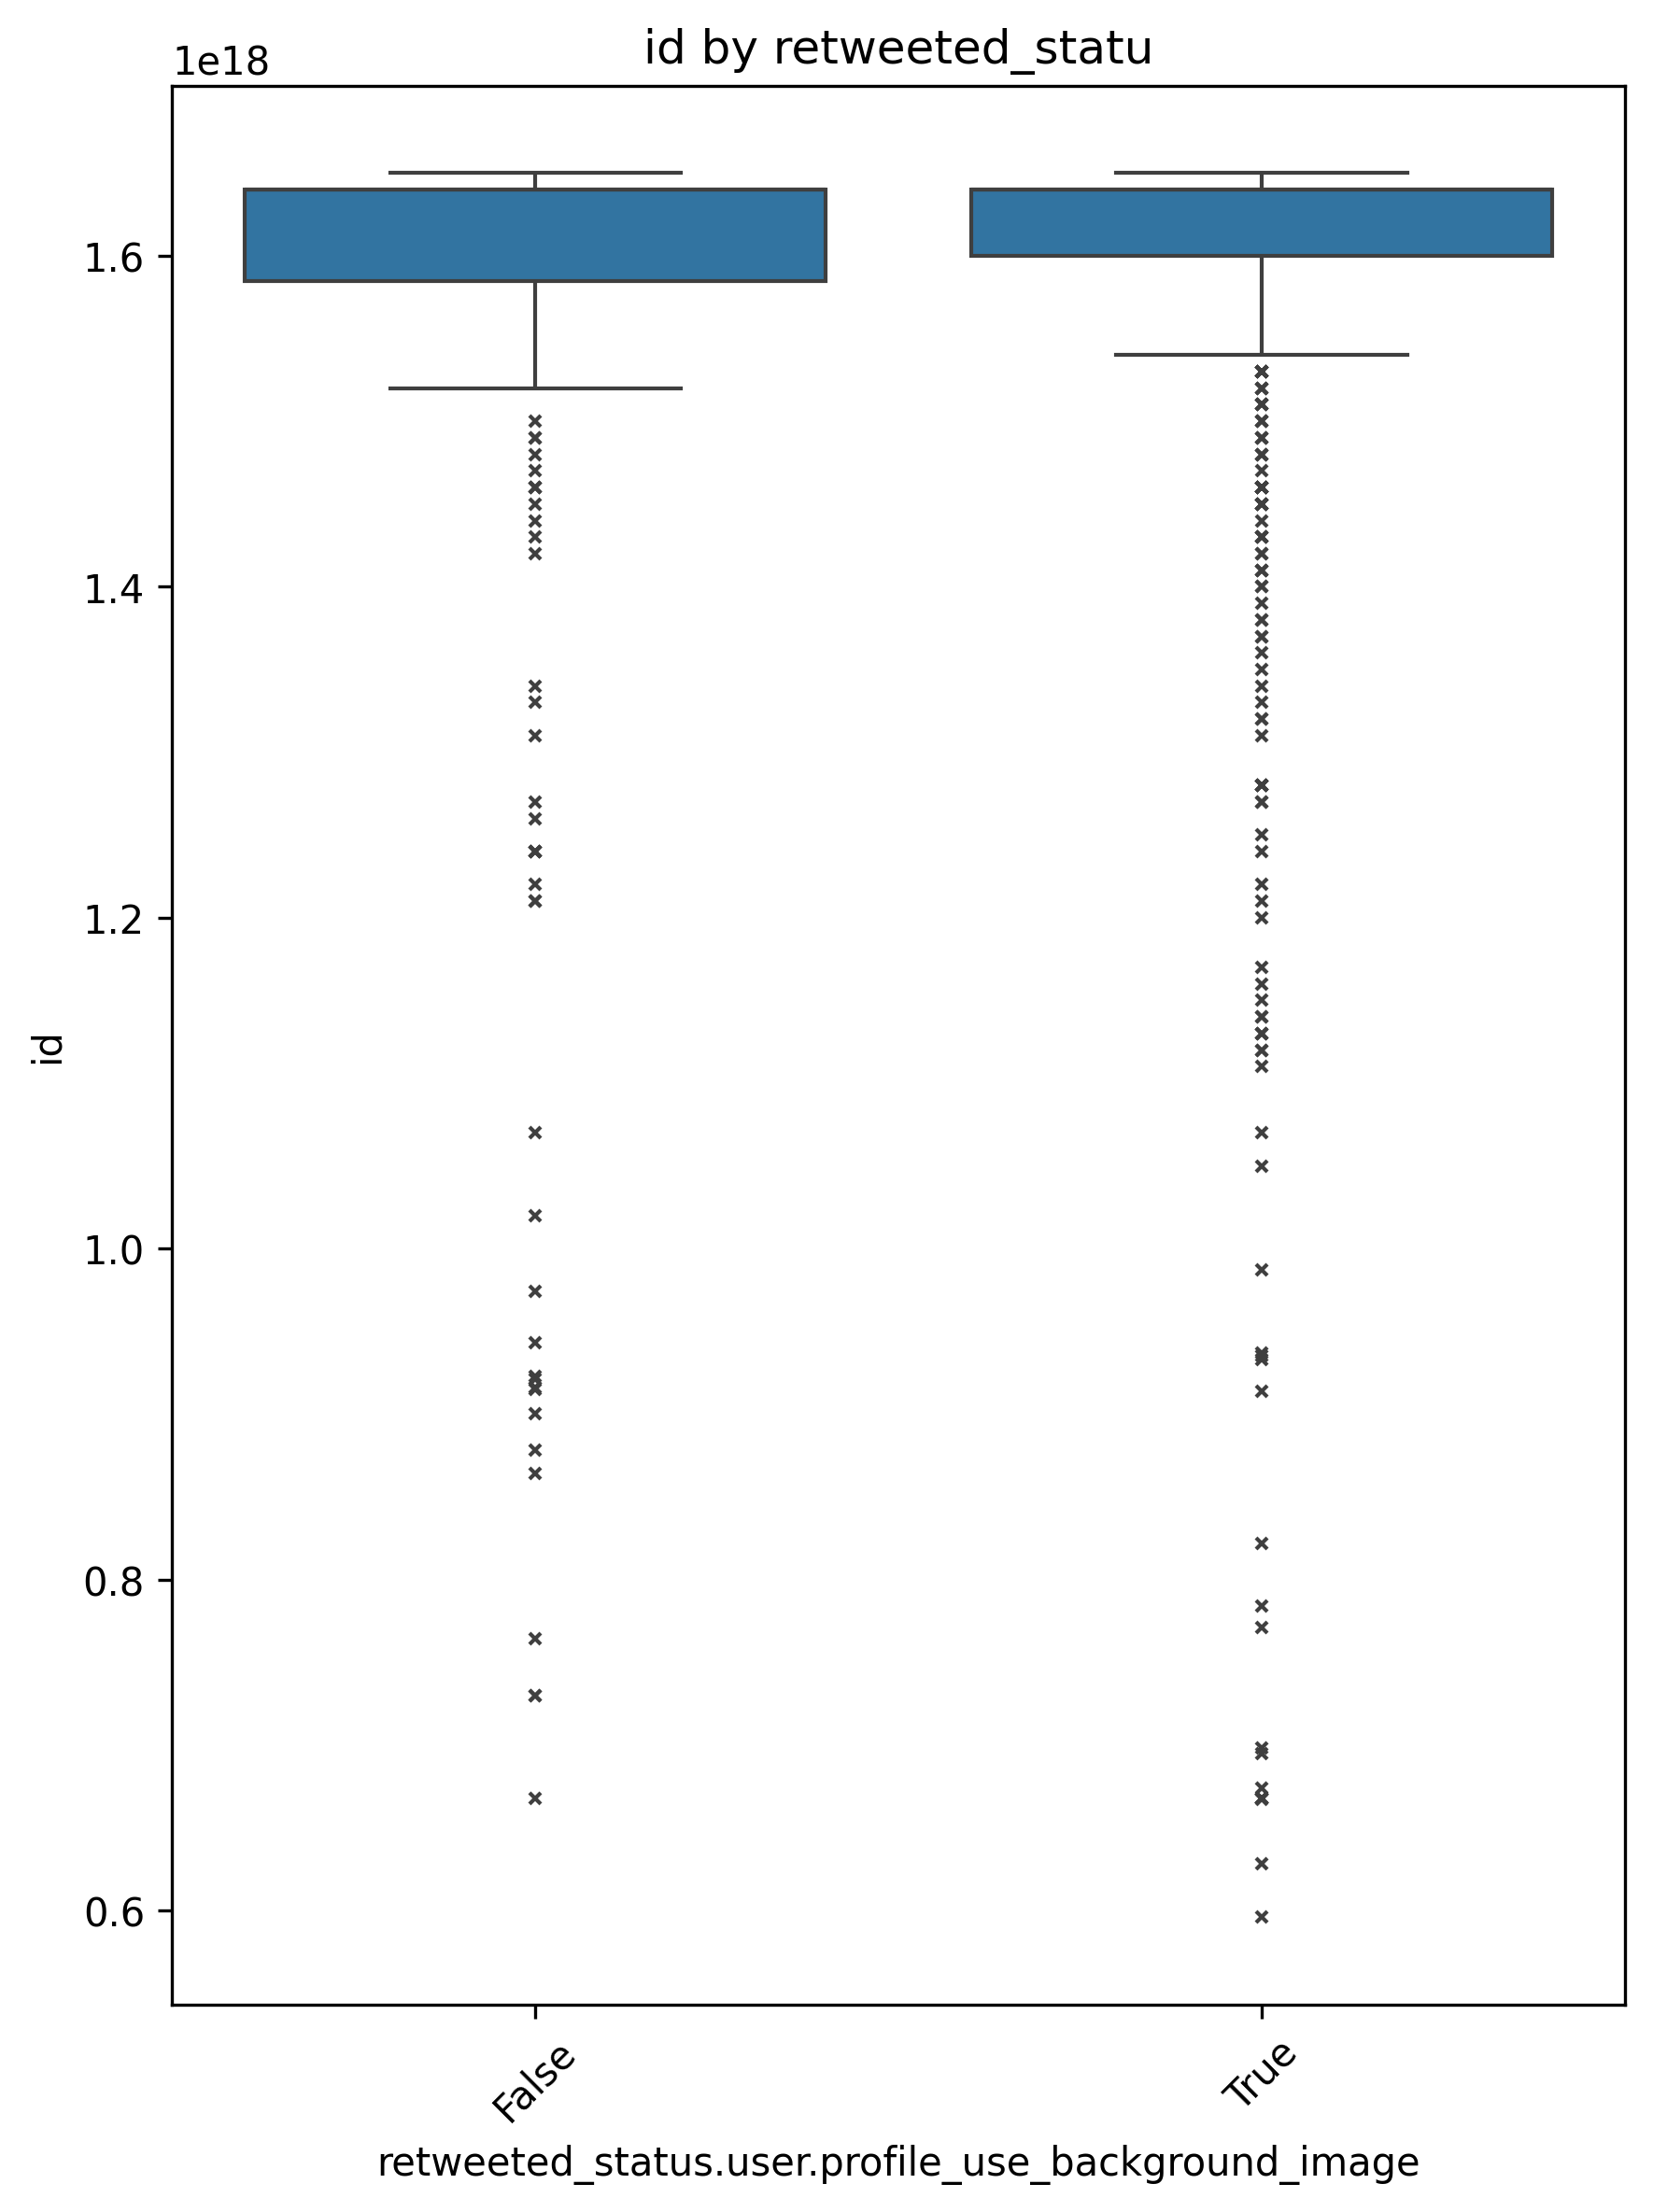 id by retweeted_statu
1e18
1.6
1.4
1.2
1.0
0.8
0.6
id
False
True
retweeted_status.user.profile_use_background_image